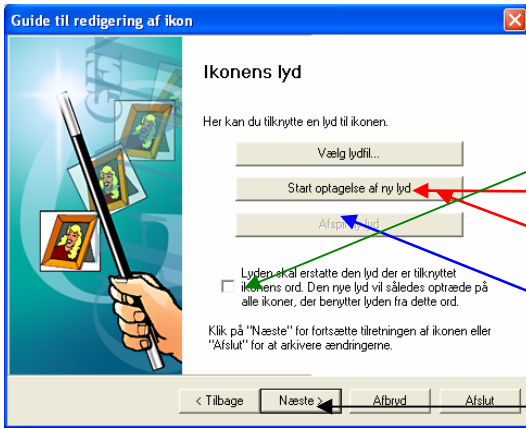 Guide til redigering af ikon
Ikonens lyd
Her kan du tilknytte en lyd til ikonen.
Vælg lydfil...
Start optagelse af ny lyd
Afspil ny lyd
Lyden skal erstatte den lyd der er tilknyttet
ikonens ord. Den nye lyd vil således optræde på
alle ikoner, der benytter lyden fra dette ord.
Klik på "Næste" for fortsætte tilretningen af ikonen eller
"Afslut" for at arkivere ændringerne.
< Tilbage
Næste >
Afbryd
Afslut